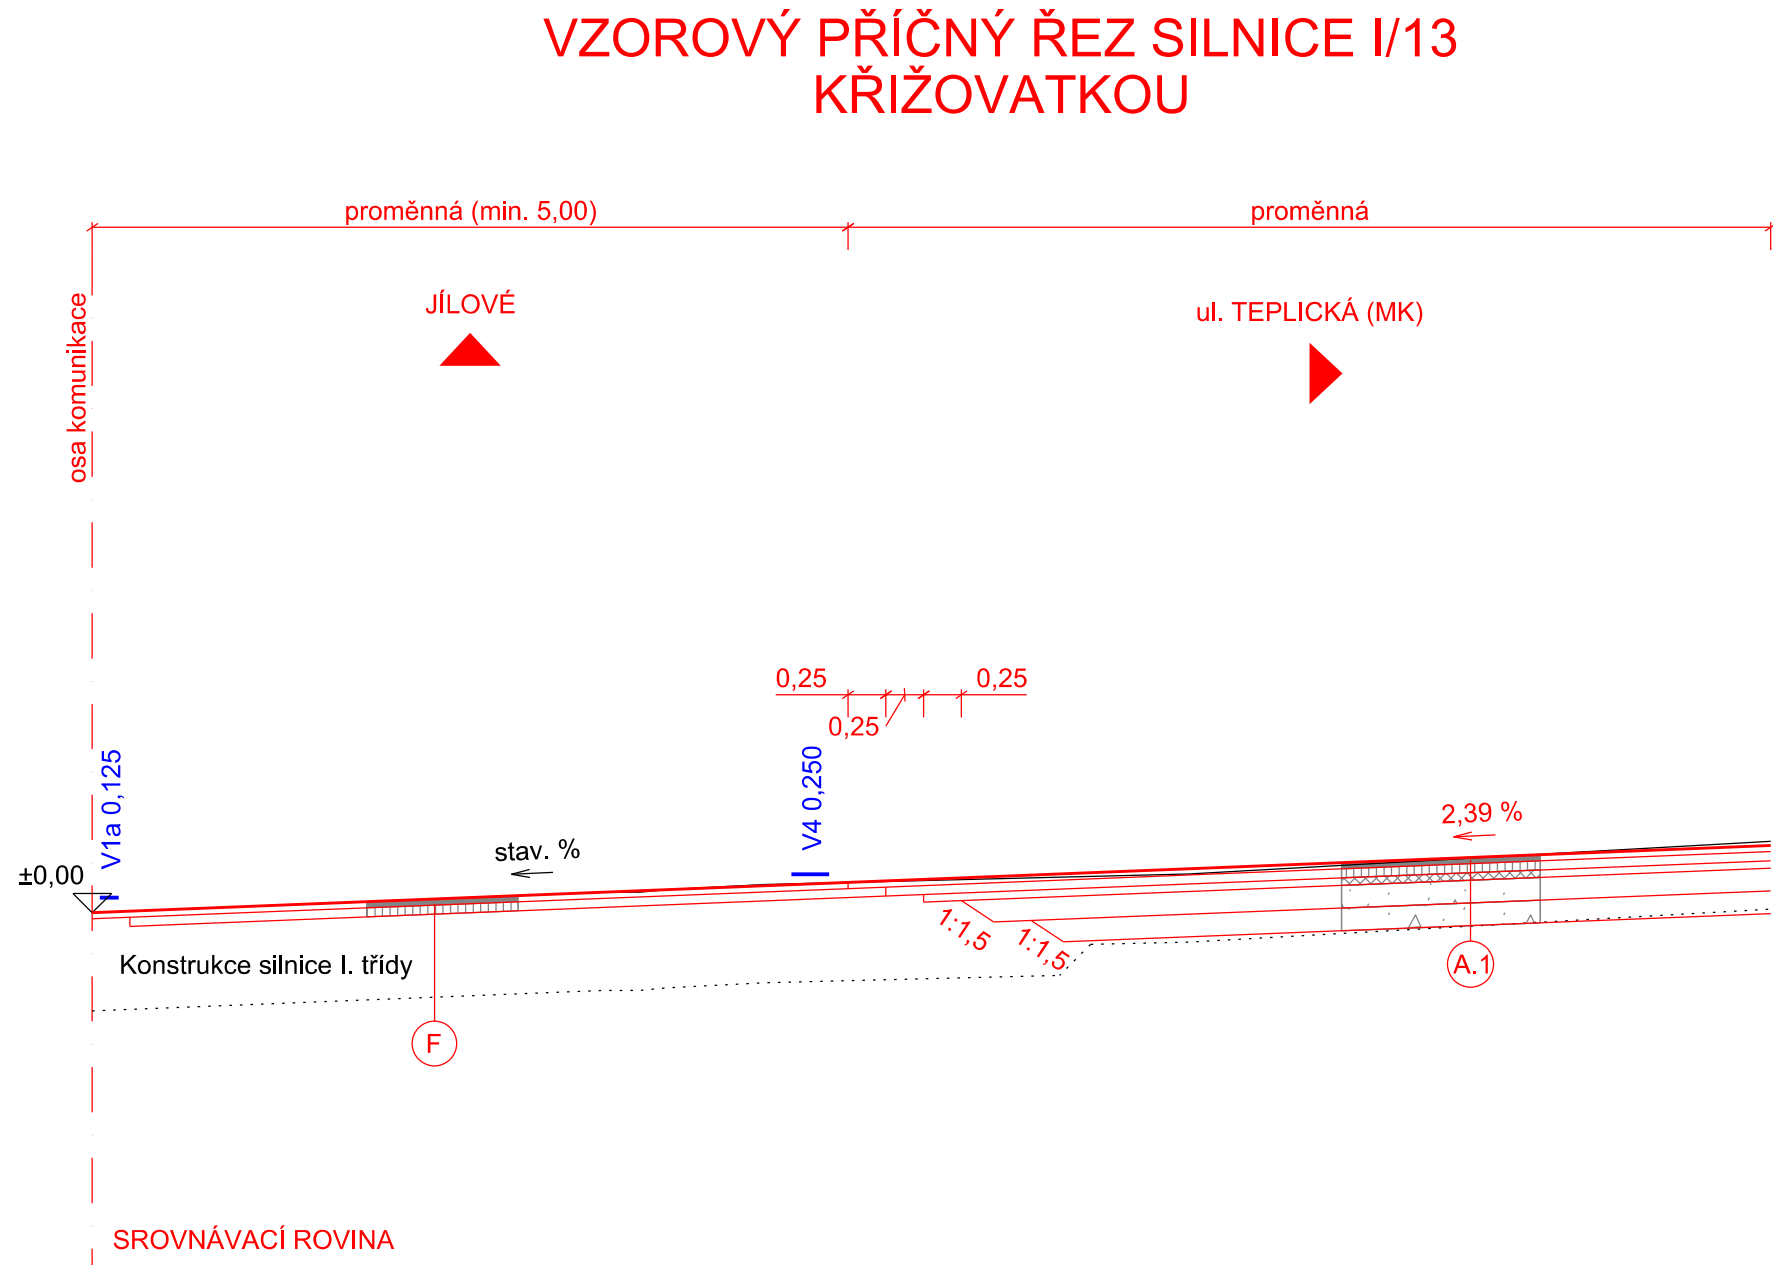 VZOROVÝ PŘÍČNÝ ŘEZ SILNICE I/13
KŘIŽOVATKOU
proměnná (min. 5,00)
proměnná
osa komunikace
JÍLOVÉ
ul. TEPLICKÁ (MK)
0,25
0,25
0,25
V1a 0,125
V4 0,250
2,39 %
stav. %
±0,00
1:1,5
1:1,5
A.1
Konstrukce silnice I. třídy
F
SROVNÁVACÍ ROVINA